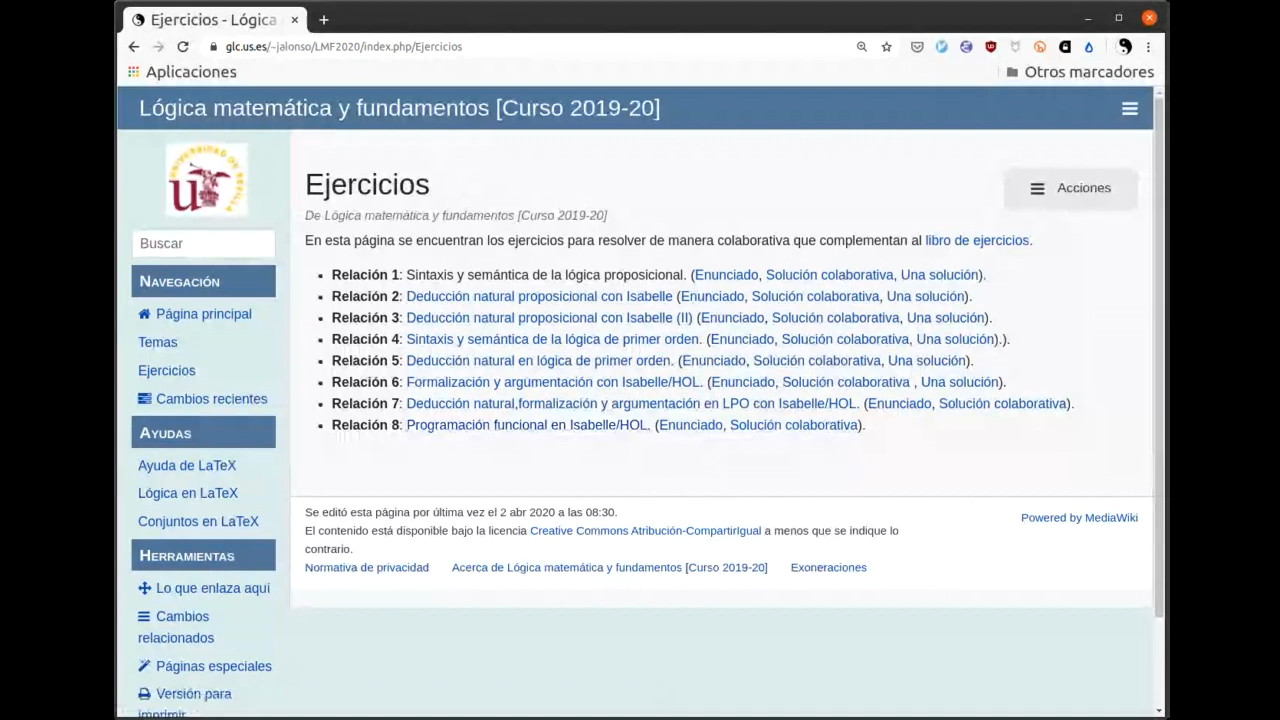 Ejercicios - Lógica
glc.us.es/~jalonso/LMF2020/index.php/Ejercicios
Aplicaciones
Otros marcadores
Lógica matemática y fundamentos [Curso 2019-20]
UNIVERSIDAD DE SEVILLA
Ejercicios
Acciones
De Lógica matemática y fundamentos [Curso 2019-20]
Buscar
En esta página se encuentran los ejercicios para resolver de manera colaborativa que complementan al libro de ejercicios.
Relación 1: Sintaxis y semántica de la lógica proposicional. (Enunciado, Solución colaborativa, Una solución).
Relación 2: Deducción natural proposicional con Isabelle (Enunciado, Solución colaborativa, Una solución).
Relación 3: Deducción natural proposicional con Isabelle (II) (Enunciado, Solución colaborativa, Una solución).
Relación 4: Sintaxis y semántica de la lógica de primer orden. (Enunciado, Solución colaborativa, Una solución).).
Relación 5: Deducción natural en lógica de primer orden. (Enunciado, Solución colaborativa, Una solución).
Relación 6: Formalización y argumentación con Isabelle/HOL. (Enunciado, Solución colaborativa , Una solución).
Relación 7: Deducción natural,formalización y argumentación en LPO con Isabelle/HOL. (Enunciado, Solución colaborativa).
Relación 8: Programación funcional en Isabelle/HOL. (Enunciado, Solución colaborativa).
NAVEGACIÓN
Página principal
Temas
Ejercicios
Cambios recientes
AYUDAS
Ayuda de LaTeX
Lógica en LaTeX
Conjuntos en LaTeX
HERRAMIENTAS
Lo que enlaza aquí
Cambios
relacionados
Páginas especiales
Versión para
imprimir
Se editó esta página por última vez el 2 abr 2020 a las 08:30.
El contenido está disponible bajo la licencia Creative Commons Atribución-CompartirIgual a menos que se indique lo
contrario.
Normativa de privacidad Acerca de Lógica matemática y fundamentos [Curso 2019-20] Exoneraciones
Powered by MediaWiki